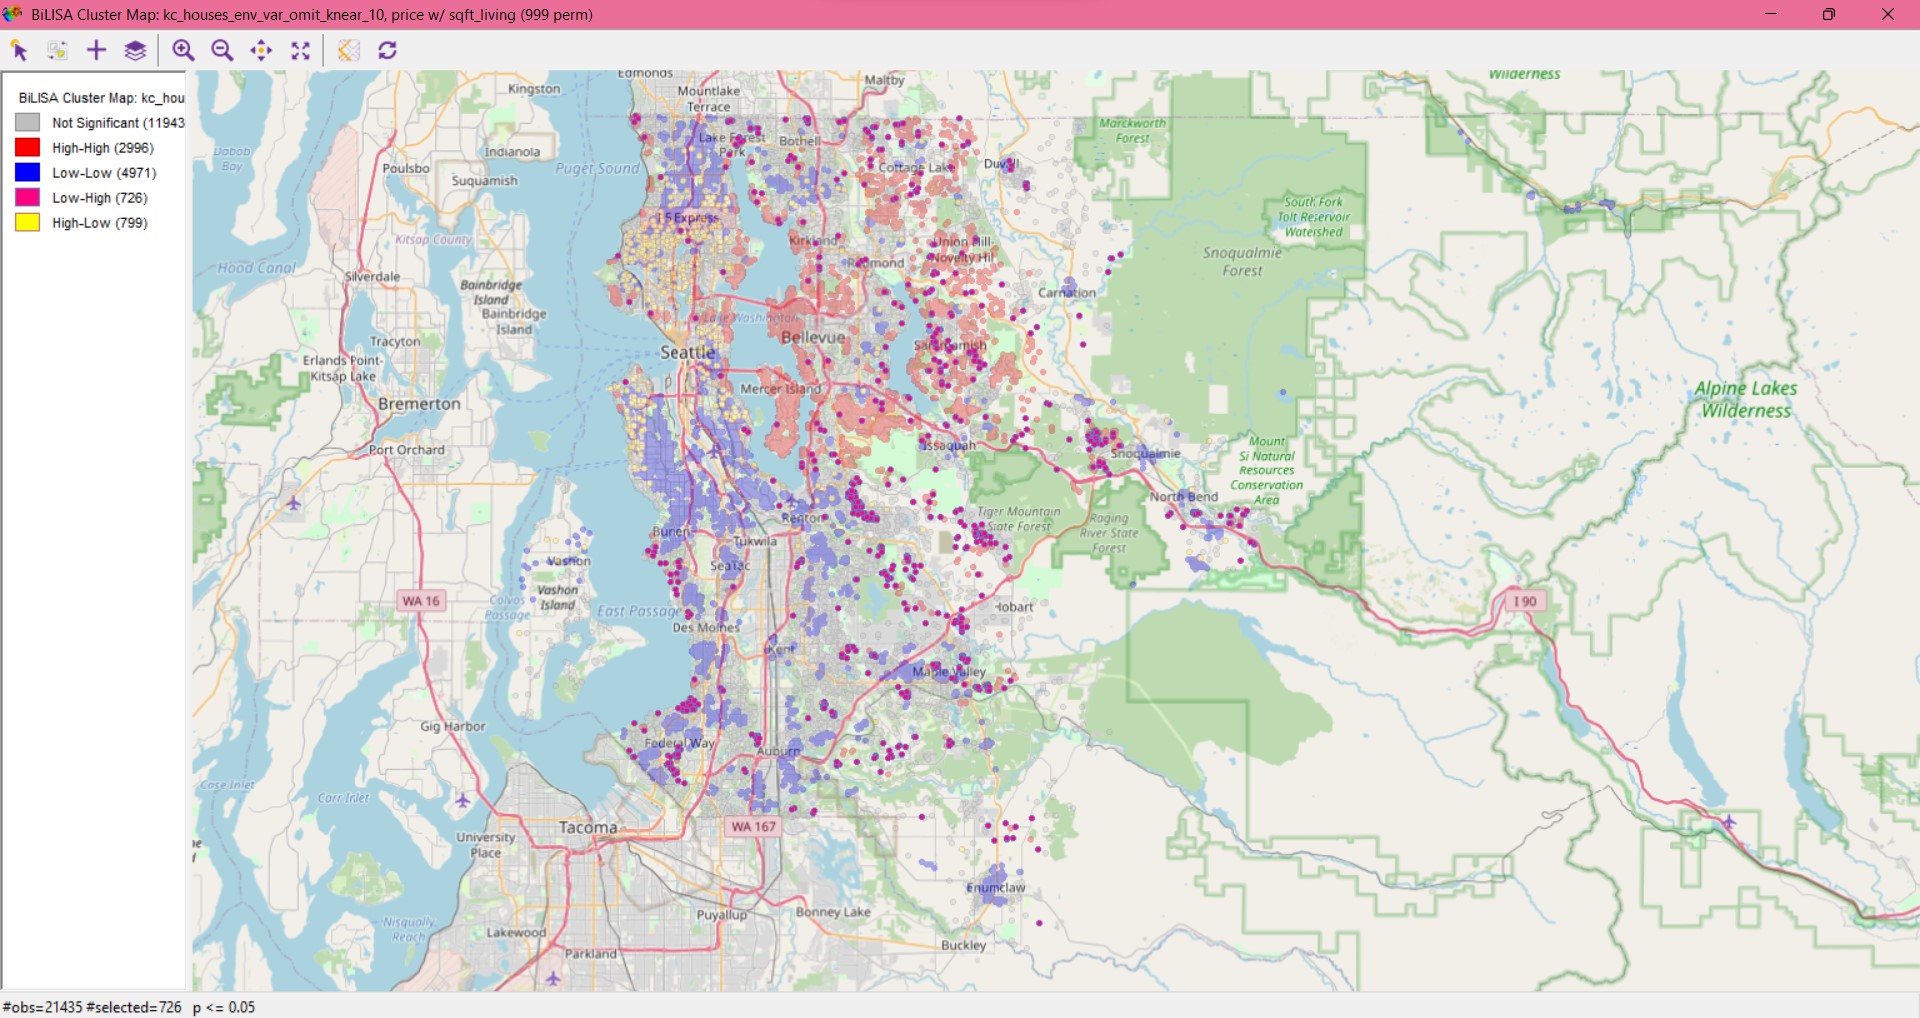 BiLISA Cluster Map: kc_houses_env_var_omit_knear_10, price w/ sqft_living (999 perm)
BiLISA Cluster Map: kc_hou
Not Significant (11943
High-High (2996)
Low-Low (4971)
Low-High (726)
High-Low (799)
Edmonds
Kingston
Mountlake
Terrace
Maltby
Wilderness
Dabob
Bay
Indianola
Lake Forest
Park
Bothell
Marckworth
Forest
Poulsbo
Suquamish
Puget Sound
Cottage Lake
Duvall
I 5 Express
South Fork
Tolt Reservoir
Watershed
Kitsap County
Kirkland
Union Hill-
Novelty Hil
Hood Canal
Silverdale
Redmond
Snoqualmie
Forest
Bainbridge
Island
Bainbridge
Island
Carnation
Lake Washington
Tracyton
Bellevue
Seattle
Sammamish
Erlands Point-
Kitsap Lake
Mercer Island
Alpine Lakes
Wilderness
Bremerton
Port Orchard
Issaquah
Snoqualmie
Mount
Si Natural
Resources
Conservation
Area
North Bend
Tiger Mountain
State Forest
Raging
River State
Forest
Burien
Renton
Tukwila
SeaTac
Vashon
Vashon
Island
WA 16
Colvos
Passage
East Passage
Hobart
I 90
Des Moines
Kent
Maple Valley
Gig Harbor
Federal Way
Auburn
Case Inlet
Carr Inlet
University
Place
Tacoma
WA 167
Enumclaw
Nisqually
Reach
Lakewood
Puyallup
Bonney Lake
Parkland
Buckley
#obs=21435 #selected=726 p <= 0.05